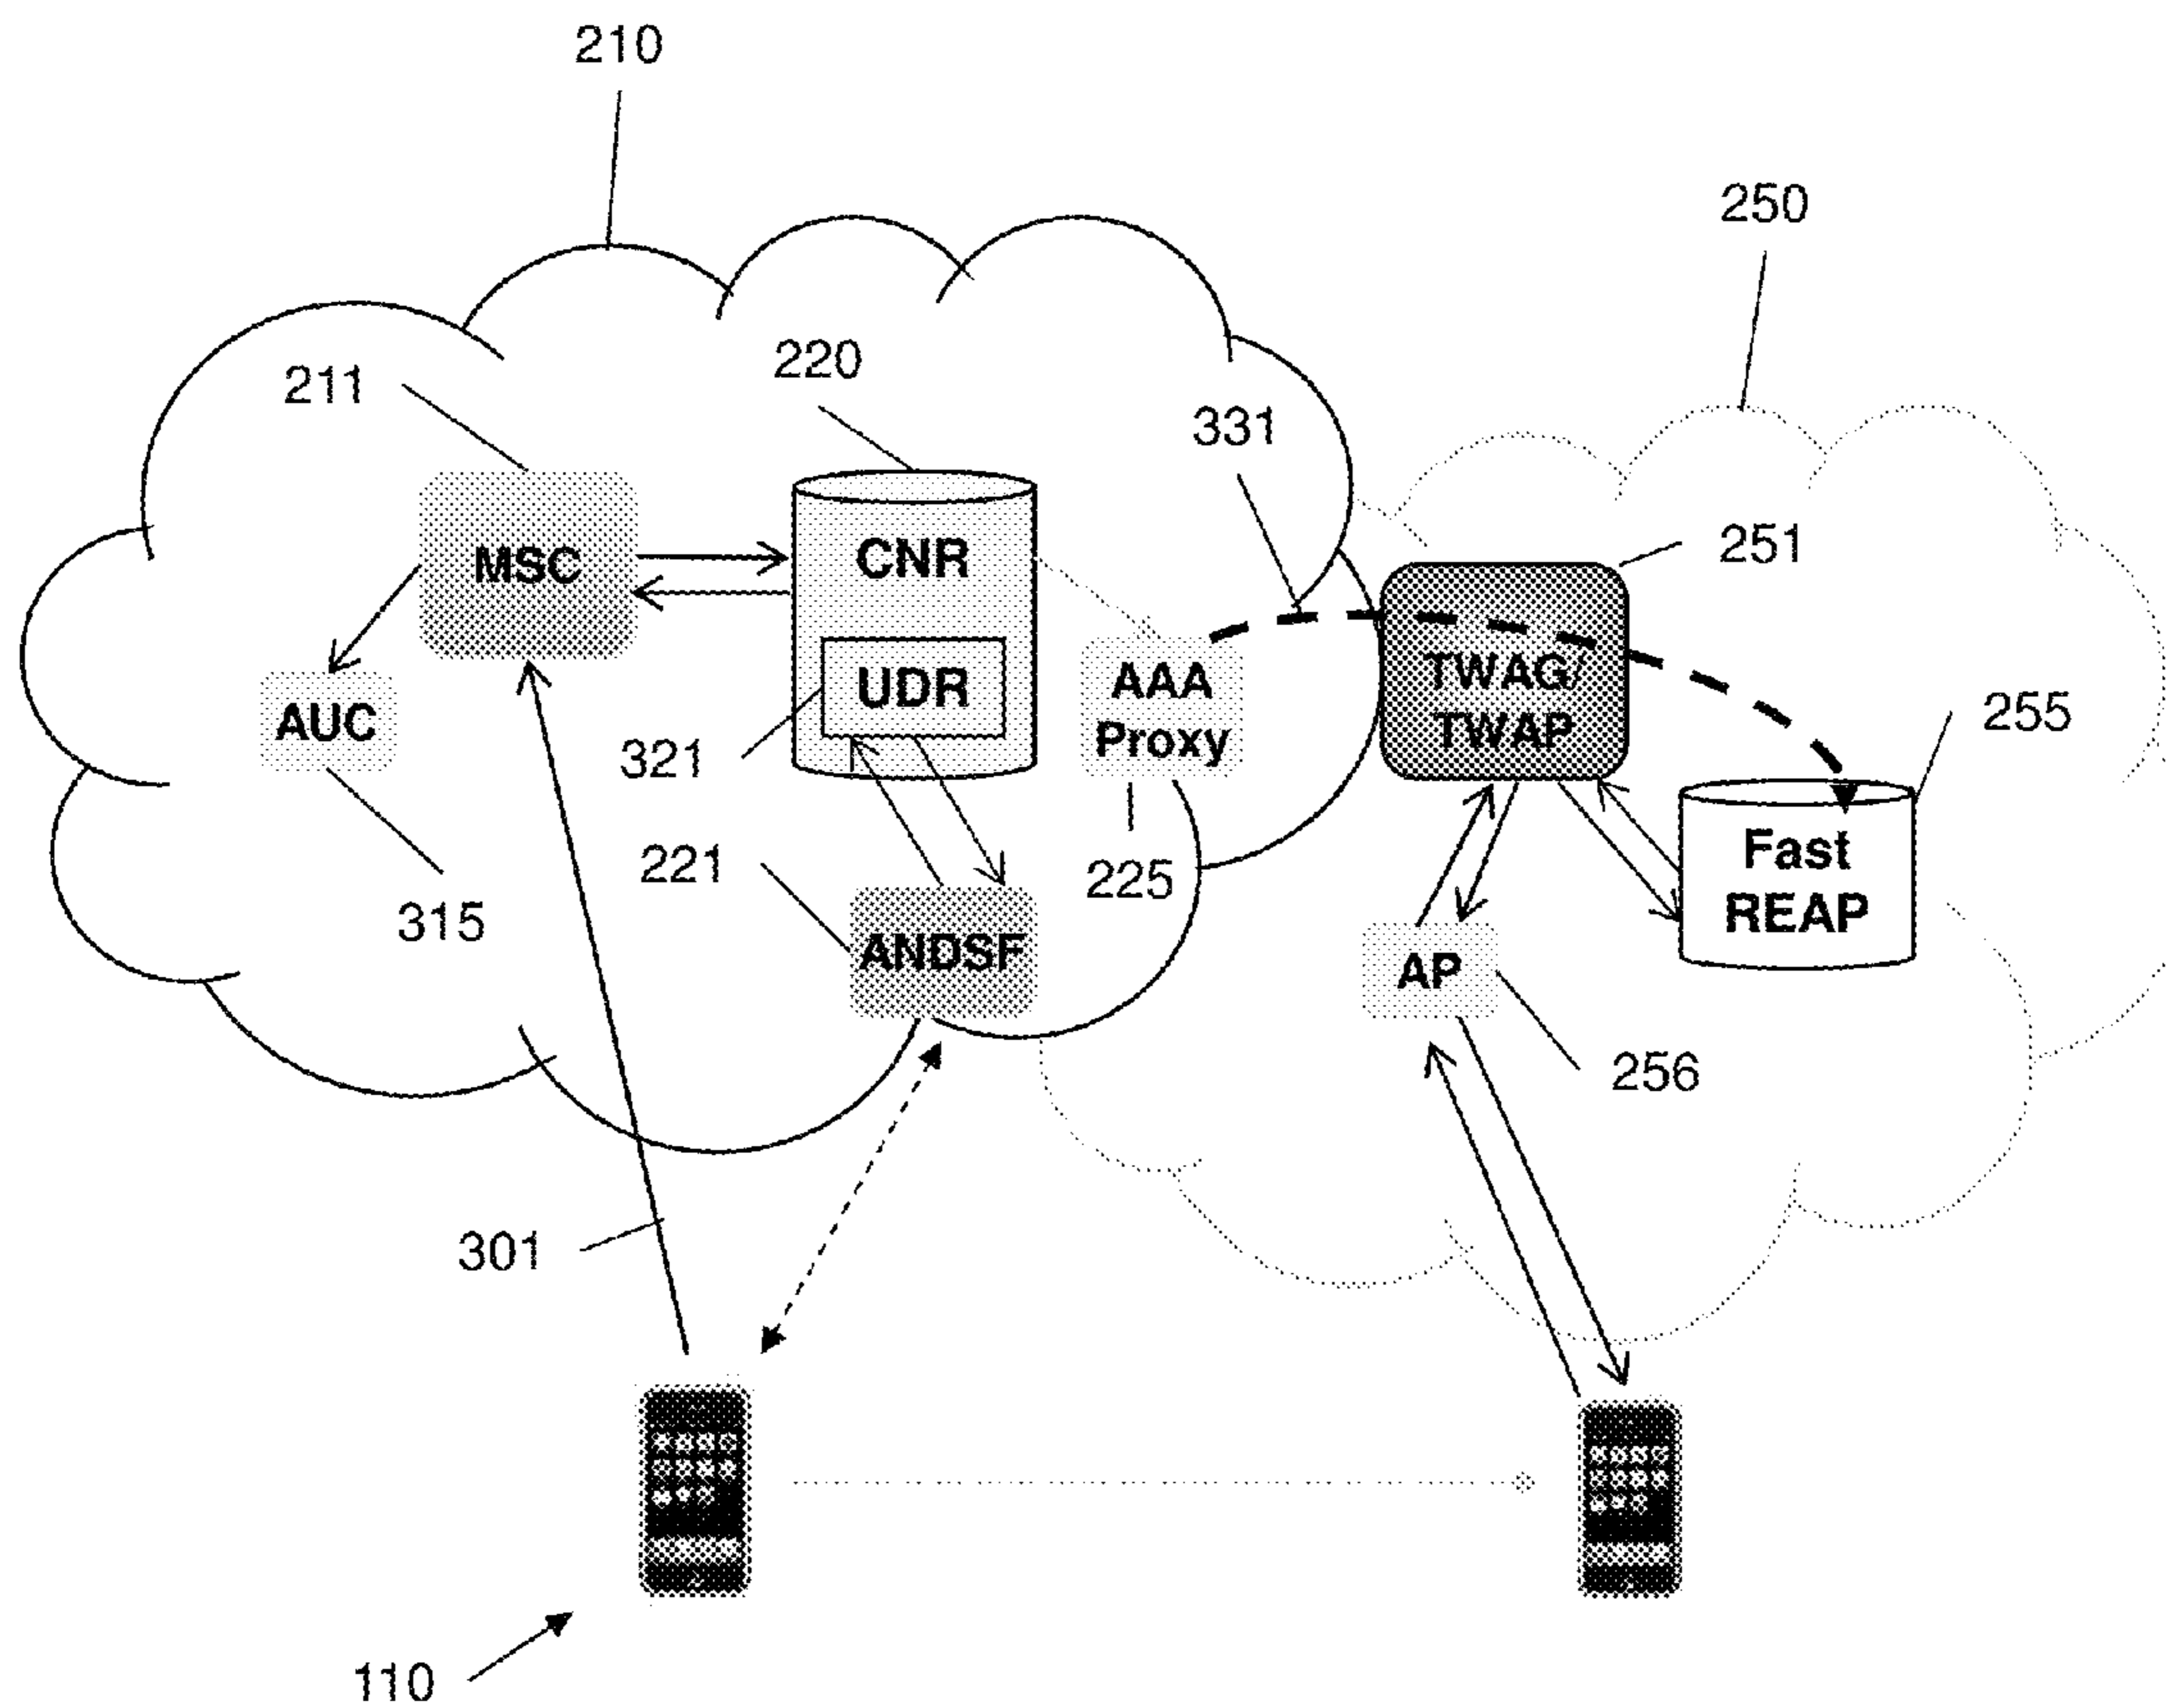 210
250
211
220
331
251
MSC
CNR
UDR
AUC
AAA
Proxy
TWAG/
TWAP
255
321
221
225
Fast
REAP
315
ANDSF
AP
256
301
110